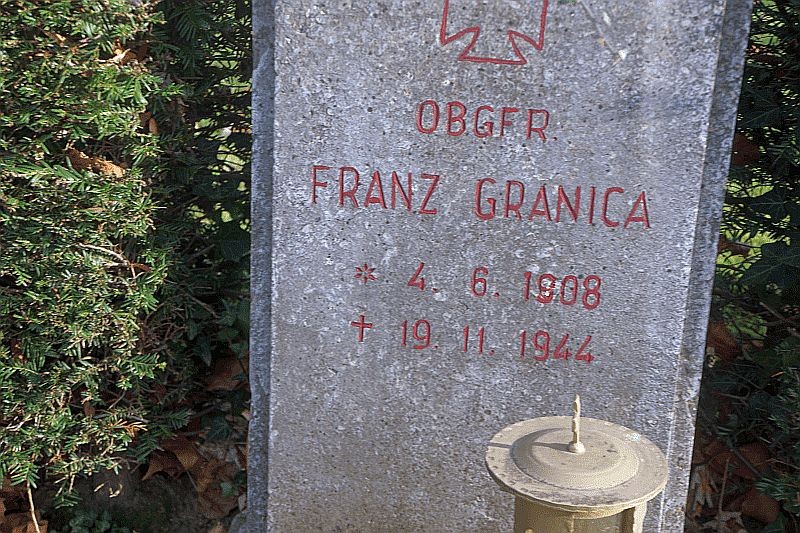 OBGFR.
FRANZ GRANICA
* 4. 6. 1908
† 19. 11. 1944